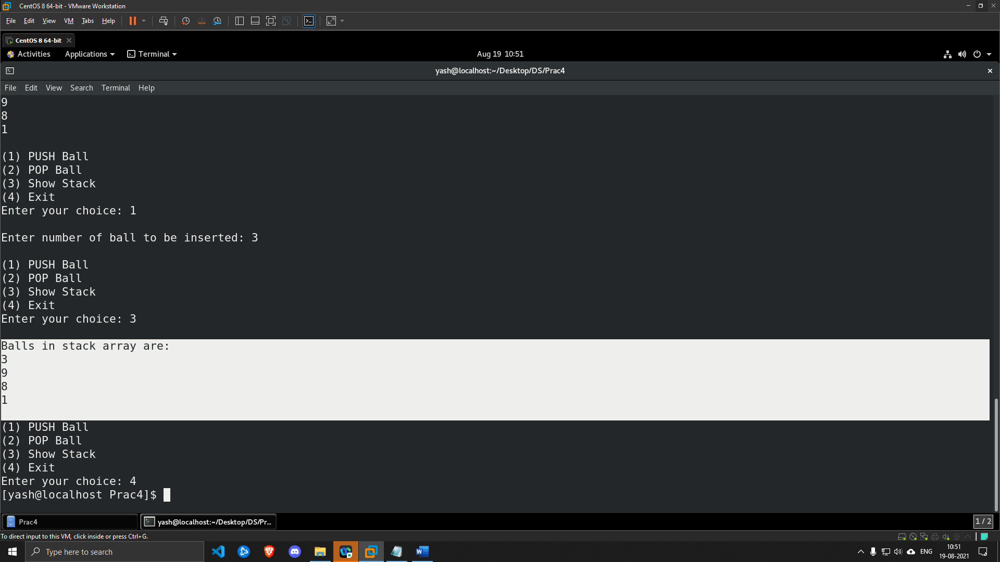 CentOS 8 64-bit - VMware Workstation
File Edit View VM Tabs Help
CentOS 8 64-bit
Activities Applications Terminal Aug 19 10:51
yash@localhost:~/Desktop/DS/Prac4
File Edit View Search Terminal Help
9
8
1
(1) PUSH Ball
(2) POP Ball
(3) Show Stack
(4) Exit
Enter your choice: 1
Enter number of ball to be inserted: 3
(1) PUSH Ball
(2) POP Ball
(3) Show Stack
(4) Exit
Enter your choice: 3
Balls in stack array are:
3
9
8
1
(1) PUSH Ball
(2) POP Ball
(3) Show Stack
(4) Exit
Enter your choice: 4
[yash@localhost Prac4]$
Prac4 yash@localhost:~/Desktop/DS/Pr... 1 / 2
To direct input to this VM, click inside or press Ctrl+G.
Type here to search ENG 10:51
19-08-2021